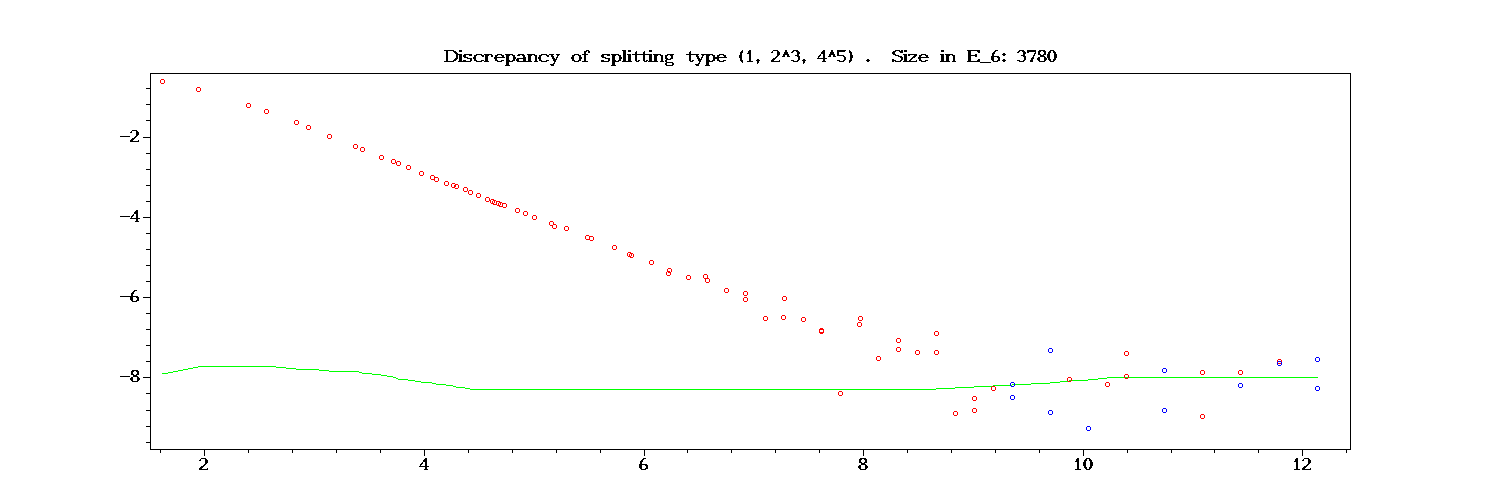 Discrepancy of splitting type (1, 2^3, 4^5) .  Size in E_6: 3780
−2
−4
−6
−8
2 4 6 8 10 12